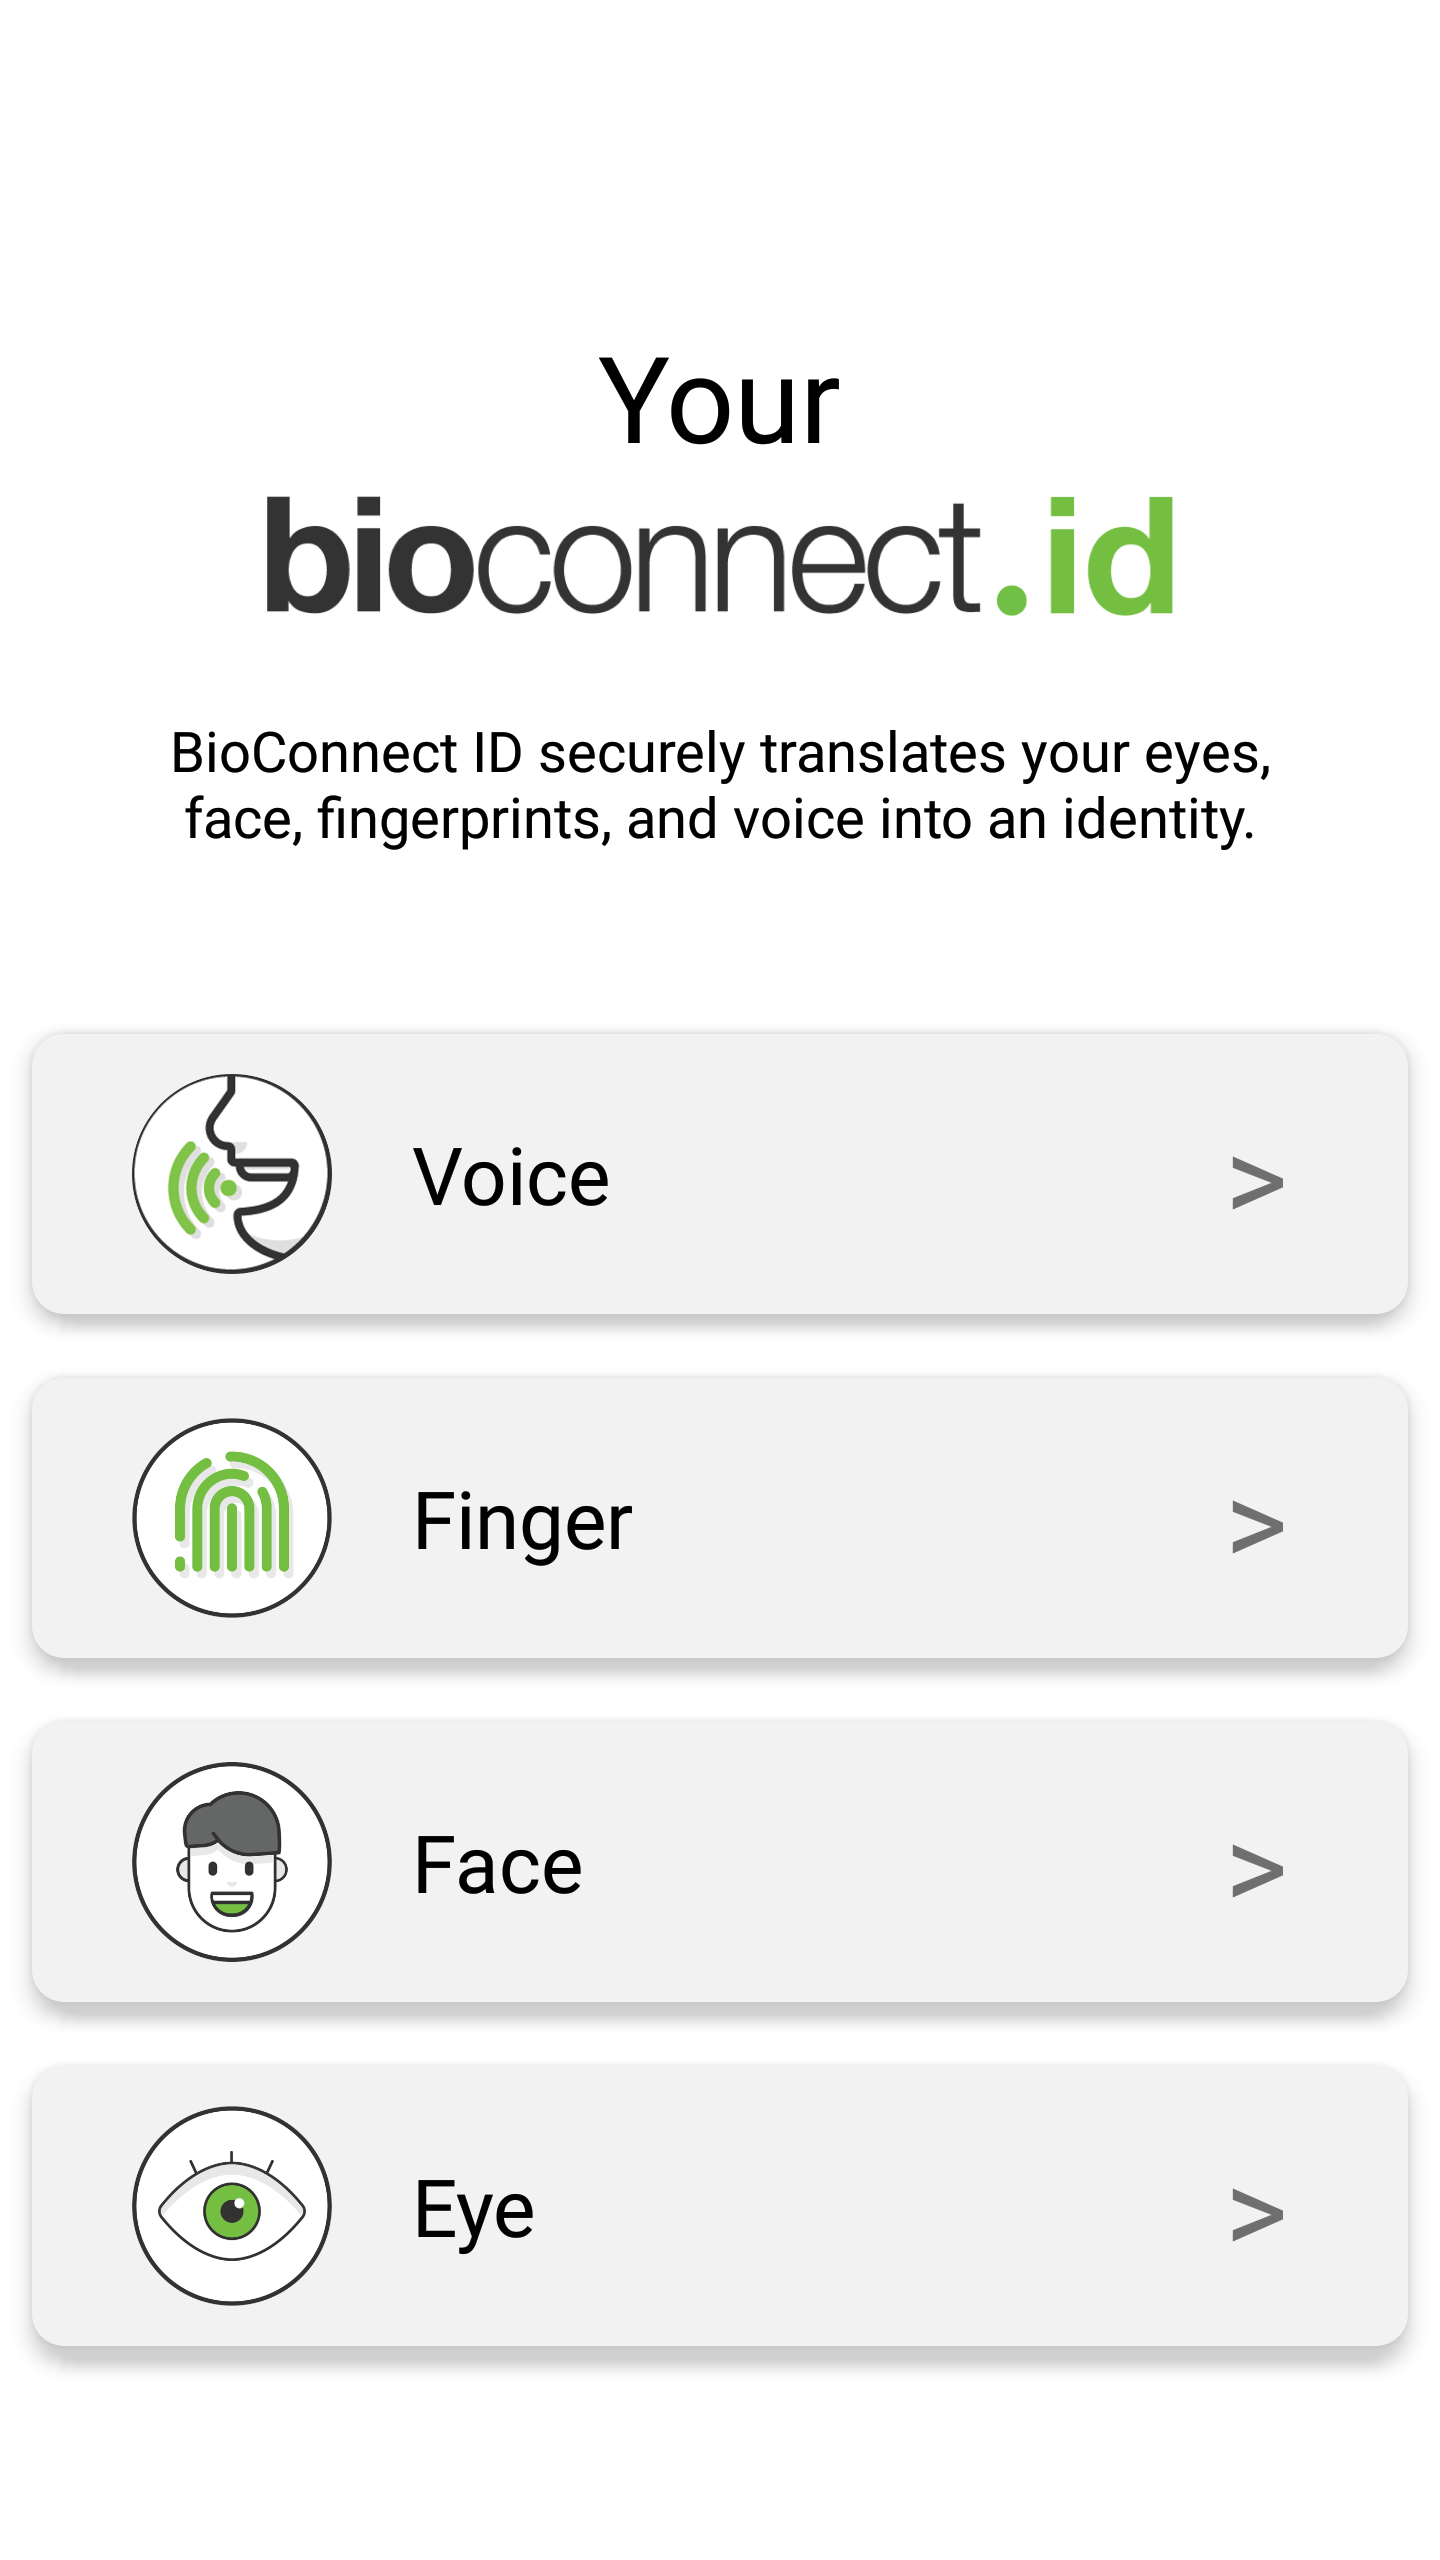 Your
bioconnect.id
BioConnect ID securely translates your eyes,
face, fingerprints, and voice into an identity.
Voice >
Finger >
Face >
Eye >